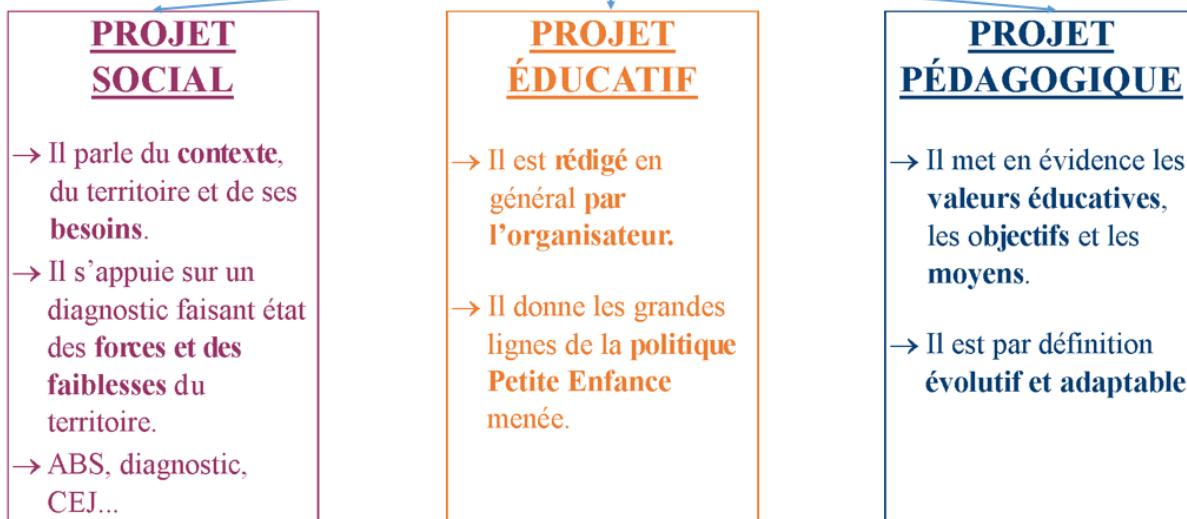 PROJET
SOCIAL
→ Il parle du contexte,
du territoire et de ses
besoins.
→ Il s’appuie sur un
diagnostic faisant état
des forces et des
faiblesses du
territoire.
→ ABS, diagnostic,
CEJ...
PROJET
ÉDUCATIF
→ Il est rédigé en
général par
l’organisateur.
→ Il donne les grandes
lignes de la politique
Petite Enfance
menée.
PROJET
PÉDAGOGIQUE
→ Il met en évidence les
valeurs éducatives,
les objectifs et les
moyens.
→ Il est par définition
évolutif et adaptable